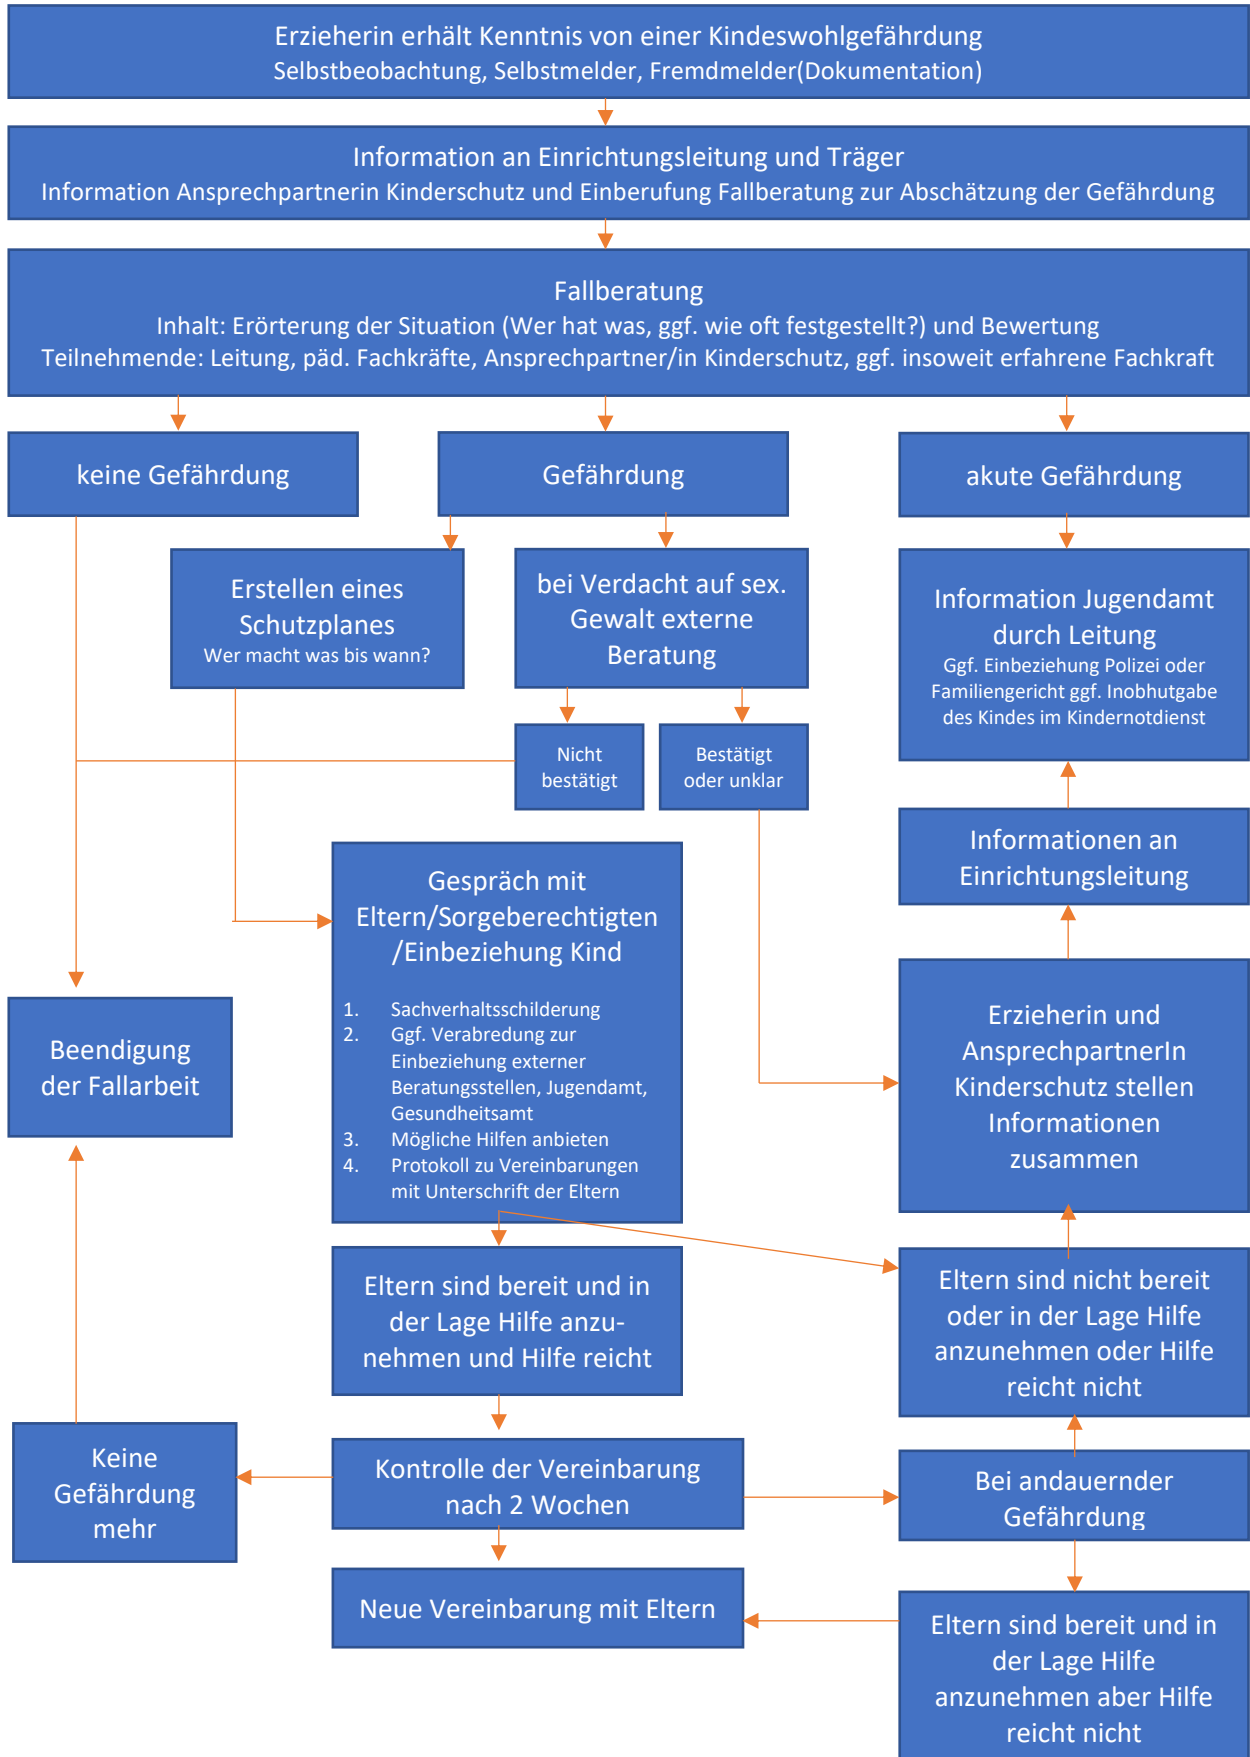 Erzieherin erhält Kenntnis von einer Kindeswohlgefährdung
Selbstbeobachtung, Selbstmelder, Fremdmelder(Dokumentation)
Information an Einrichtungsleitung und Träger
Information Ansprechpartnerin Kinderschutz und Einberufung Fallberatung zur Abschätzung der Gefährdung
Fallberatung
Inhalt: Erörterung der Situation (Wer hat was, ggf. wie oft festgestellt?) und Bewertung
Teilnehmende: Leitung, päd. Fachkräfte, Ansprechpartner/in Kinderschutz, ggf. insoweit erfahrene Fachkraft
keine Gefährdung
Gefährdung
akute Gefährdung
Erstellen eines
Schutzplanes
Wer macht was bis wann?
bei Verdacht auf sex.
Gewalt externe
Beratung
Information Jugendamt
durch Leitung
Ggf. Einbeziehung Polizei oder
Familiengericht ggf. Inobhutgabe
des Kindes im Kindernotdienst
Nicht
bestätigt
Bestätigt
oder unklar
Informationen an
Einrichtungsleitung
Gespräch mit
Eltern/Sorgeberechtigten
/Einbeziehung Kind
1. Sachverhaltsschilderung
2. Ggf. Verabredung zur
Einbeziehung externer
Beratungsstellen, Jugendamt,
Gesundheitsamt
3. Mögliche Hilfen anbieten
4. Protokoll zu Vereinbarungen
mit Unterschrift der Eltern
Beendigung
der Fallarbeit
Erzieherin und
AnsprechpartnerIn
Kinderschutz stellen
Informationen
zusammen
Eltern sind bereit und in
der Lage Hilfe anzu-
nehmen und Hilfe reicht
Eltern sind nicht bereit
oder in der Lage Hilfe
anzunehmen oder Hilfe
reicht nicht
Keine
Gefährdung
mehr
Kontrolle der Vereinbarung
nach 2 Wochen
Bei andauernder
Gefährdung
Neue Vereinbarung mit Eltern
Eltern sind bereit und in
der Lage Hilfe
anzunehmen aber Hilfe
reicht nicht